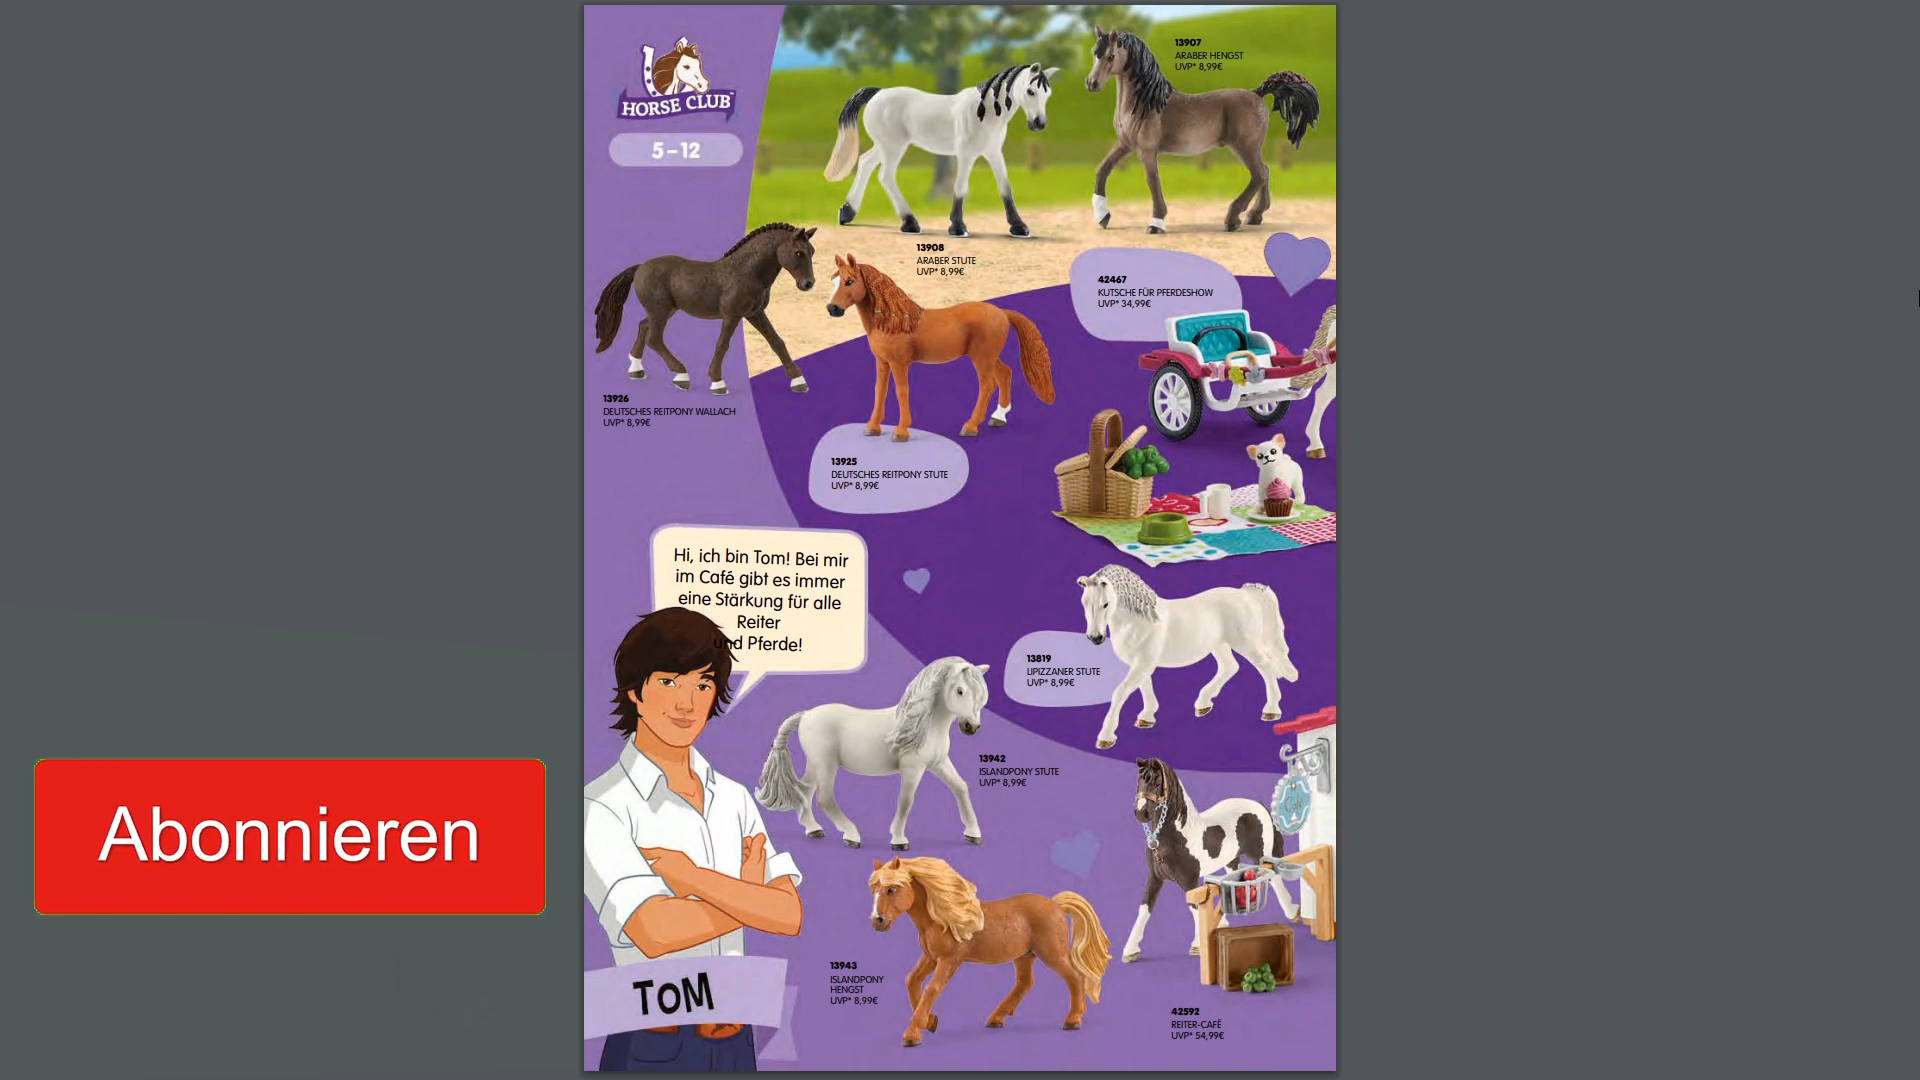 HORSE CLUB
5-12
13907
ARABER HENGST
UVP* 8,99€
13908
ARABER STUTE
UVP* 8,99€
42467
KUTSCHE FÜR PFERDESHOW
UVP* 34,99€
13926
DEUTSCHES REITPONY WALLACH
UVP* 8,99€
13925
DEUTSCHES REITPONY STUTE
UVP* 8,99€
Hi, ich bin Tom! Bei mir
im Café gibt es immer
eine Stärkung für alle
Reiter
und Pferde!
13819
LIPIZZANER STUTE
UVP* 8,99€
13942
ISLANDPONY STUTE
UVP* 8,99€
Café
Abonnieren
13943
ISLANDPONY
HENGST
UVP* 8,99€
TOM
42592
REITER-CAFÉ
UVP* 54,99€